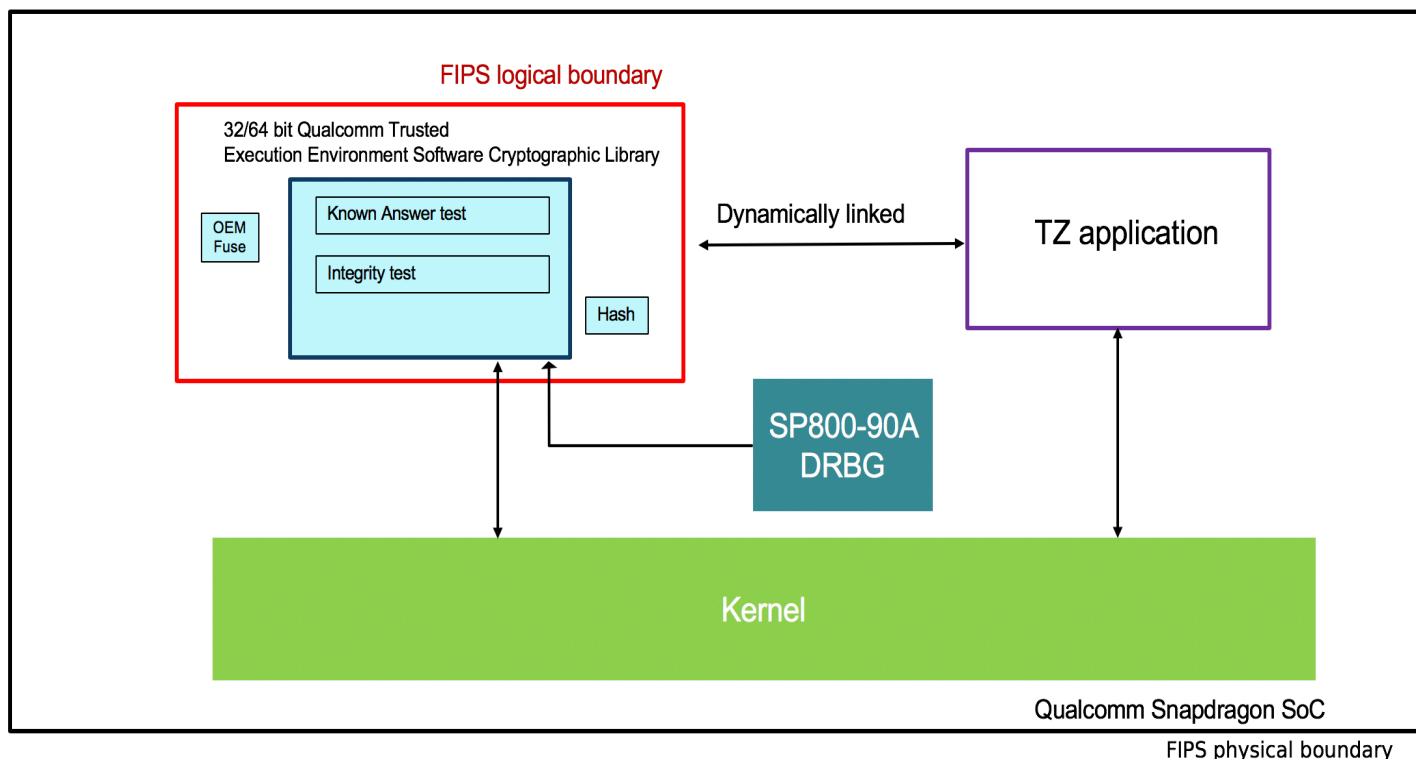 FIPS logical boundary
32/64 bit Qualcomm Trusted
Execution Environment Software Cryptographic Library
Known Answer test
OEM
Fuse
Integrity test
Hash
Dynamically linked
TZ application
SP800-90A
DRBG
Kernel
Qualcomm Snapdragon SoC
FIPS physical boundary